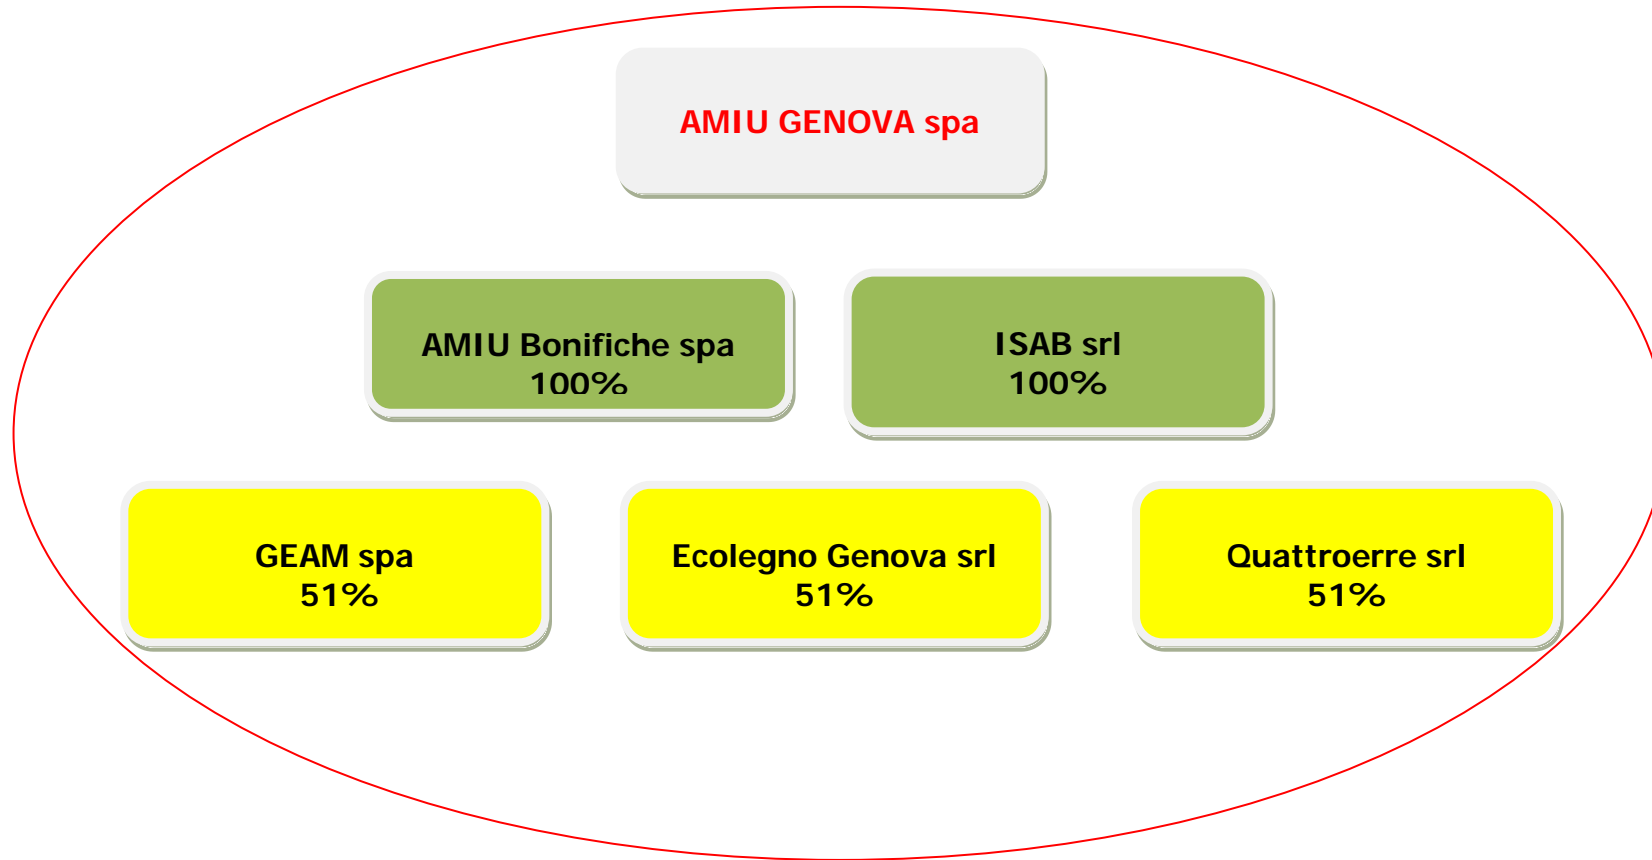 AMIU GENOVA spa
AMIU Bonifiche spa
100%
ISAB srl
100%
GEAM spa
51%
Ecolegno Genova srl
51%
Quattroerre srl
51%